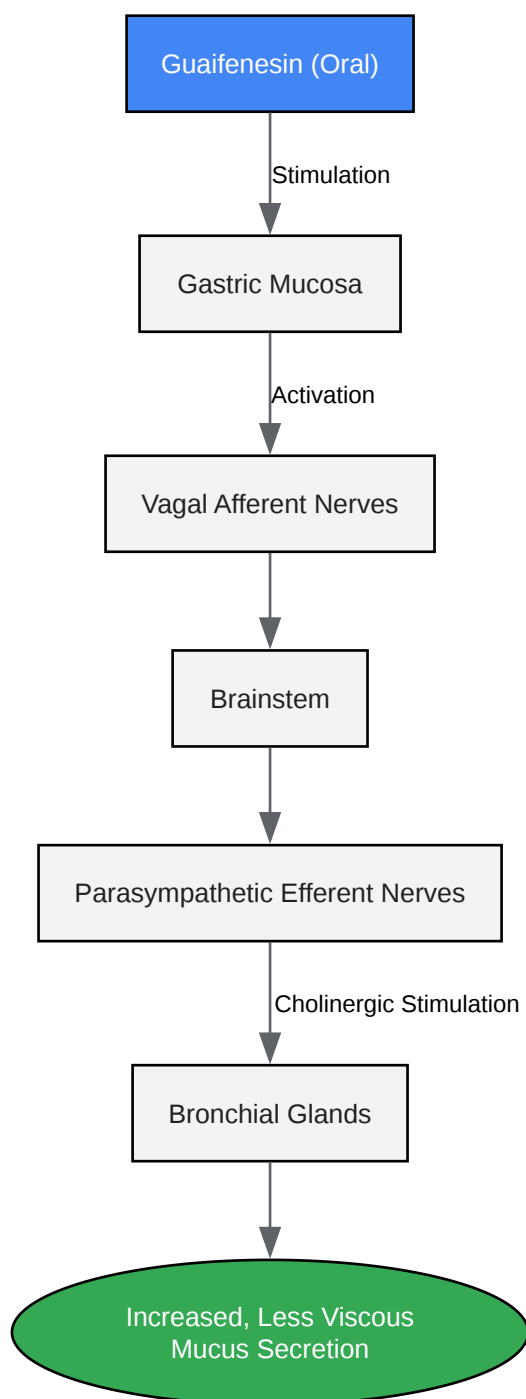 Guaifenesin (Oral)
Stimulation
Gastric Mucosa
Activation
Vagal Afferent Nerves
Brainstem
Parasympathetic Efferent Nerves
Cholinergic Stimulation
Bronchial Glands
Increased, Less Viscous
Mucus Secretion